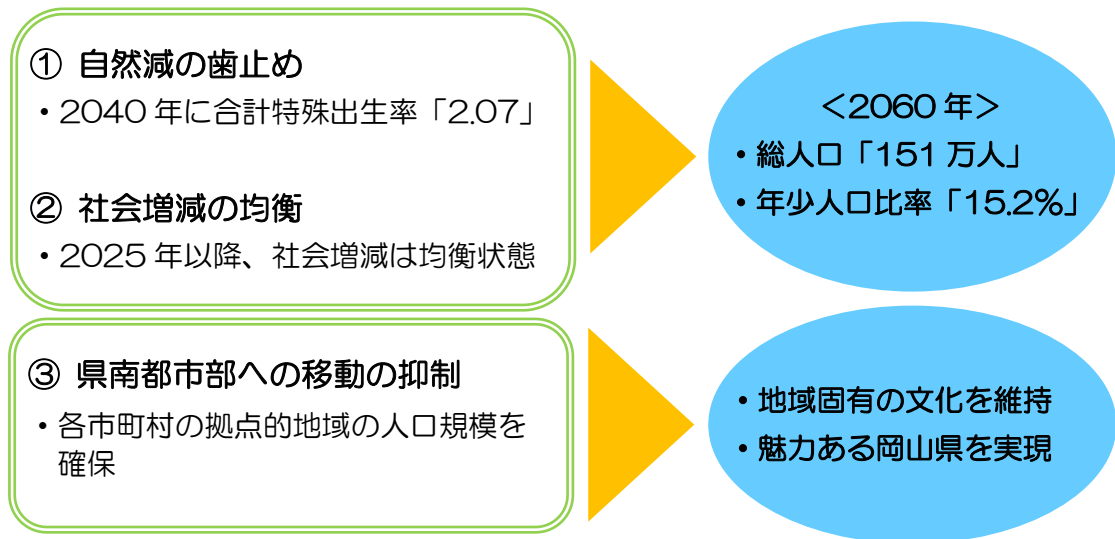 ① 自然減の歯止め
・2040 年に合計特殊出生率「2.07」
② 社会増減の均衡
・2025 年以降、社会増減は均衡状態
＜2060 年＞
・総人口「151 万人」
・年少人口比率「15.2%」
③ 県南都市部への移動の抑制
・各市町村の拠点的地域の人口規模を
確保
・地域固有の文化を維持
・魅力ある岡山県を実現